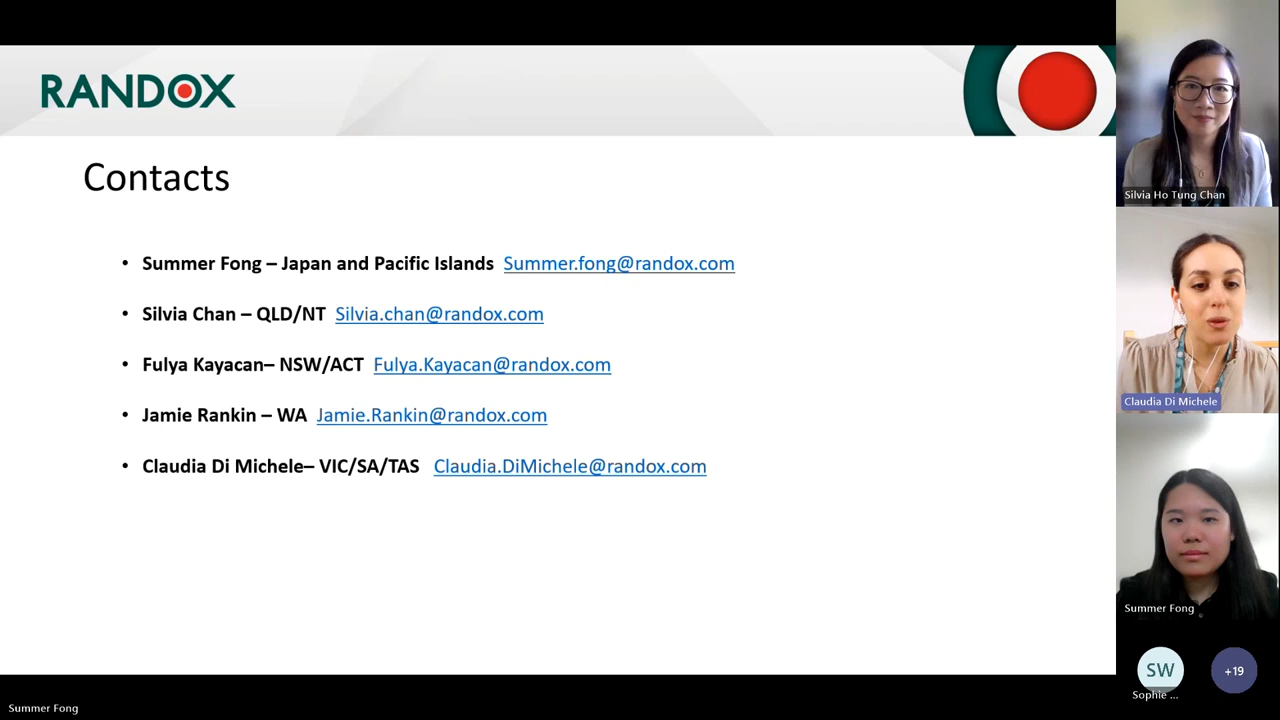 RANDOX
Contacts
• Summer Fong – Japan and Pacific Islands Summer.fong@randox.com
• Silvia Chan – QLD/NT Silvia.chan@randox.com
• Fulya Kayacan– NSW/ACT Fulya.Kayacan@randox.com
• Jamie Rankin – WA Jamie.Rankin@randox.com
• Claudia Di Michele– VIC/SA/TAS Claudia.DiMichele@randox.com
Silvia Ho Tung Chan
Claudia Di Michele
Summer Fong
SW
+19
Sophie ...
Summer Fong